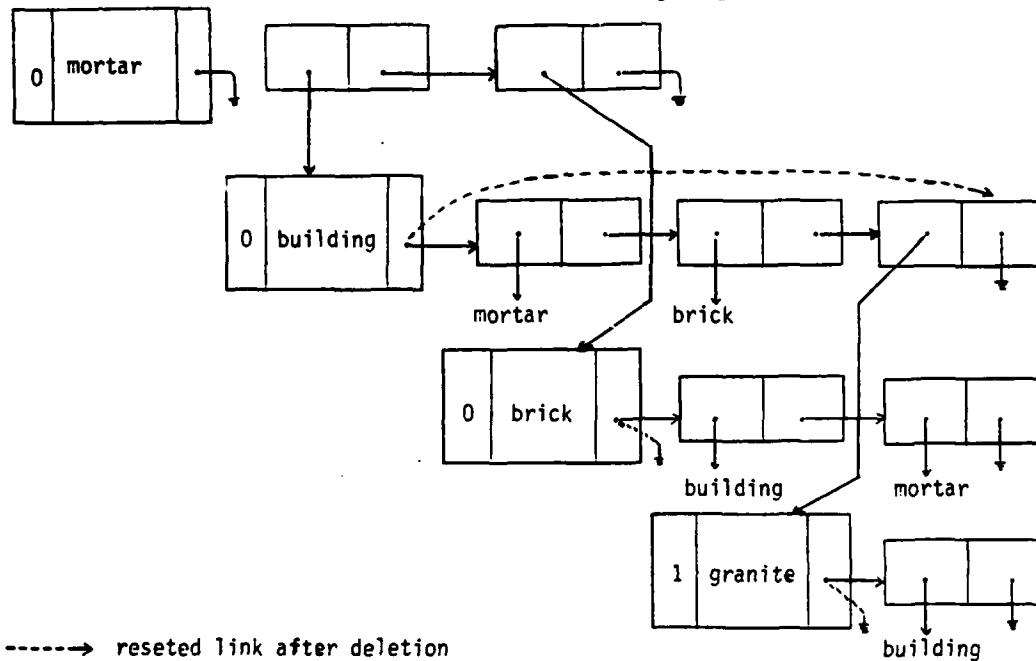 0 mortar
0 building
mortar brick
0 brick
building mortar
1 granite
building
reseted link after deletion